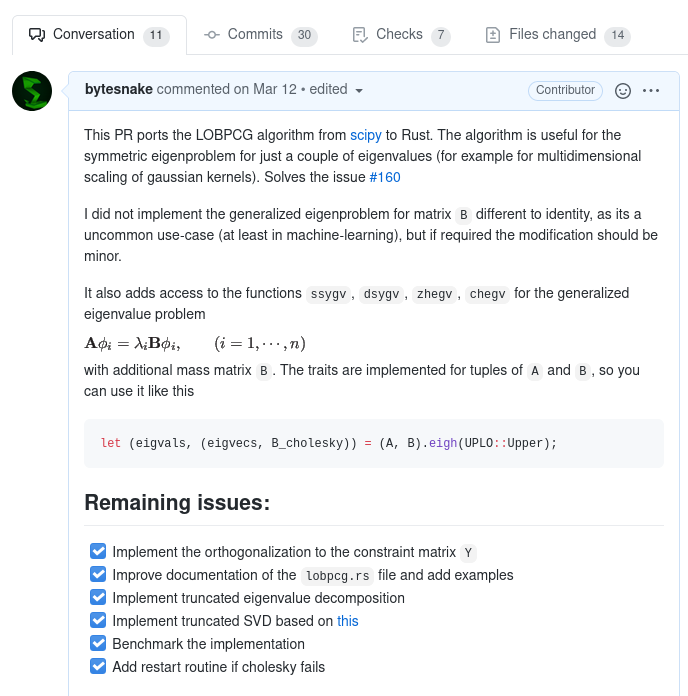 Conversation 11 Commits 30 Checks 7 Files changed 14
bytesnake commented on Mar 12 • edited Contributor
This PR ports the LOBPCG algorithm from scipy to Rust. The algorithm is useful for the
symmetric eigenproblem for just a couple of eigenvalues (for example for multidimensional
scaling of gaussian kernels). Solves the issue #160
I did not implement the generalized eigenproblem for matrix B different to identity, as its a
uncommon use-case (at least in machine-learning), but if required the modification should be
minor.
It also adds access to the functions ssygv, dsygv, zhegv, chegv for the generalized
eigenvalue problem
Aϕᵢ = λᵢBϕᵢ, (i = 1, ⋯, n)
with additional mass matrix B. The traits are implemented for tuples of A and B, so you
can use it like this
let (eigvals, (eigvecs, B_cholesky)) = (A, B).eigh(UPLO::Upper);
Remaining issues:
Implement the orthogonalization to the constraint matrix Y
Improve documentation of the lobpcg.rs file and add examples
Implement truncated eigenvalue decomposition
Implement truncated SVD based on this
Benchmark the implementation
Add restart routine if cholesky fails